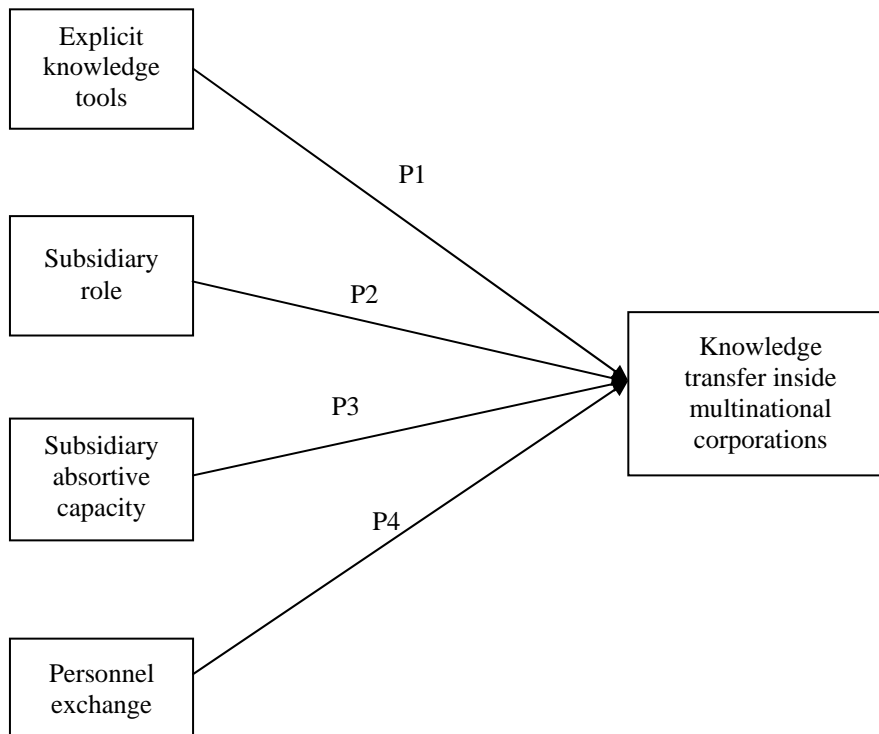 Explicit
knowledge
tools
P1
Subsidiary
role
P2
Knowledge
transfer inside
multinational
corporations
P3
Subsidiary
absortive
capacity
P4
Personnel
exchange